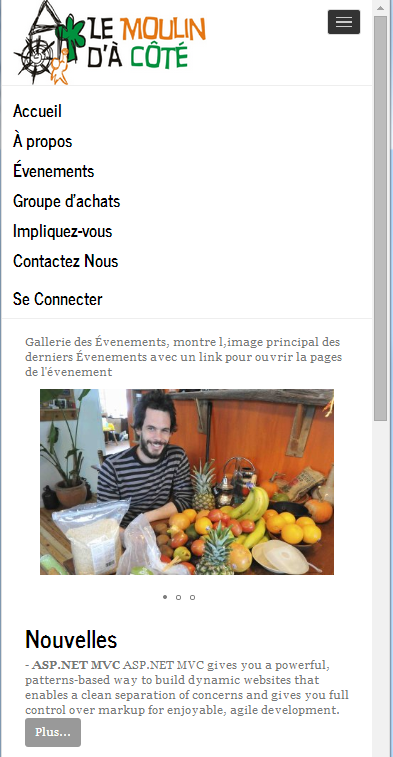 LE MOULIN
D'À CÔTÉ
Accueil
À propos
Évenements
Groupe d'achats
Impliquez-vous
Contactez Nous
Se Connecter
Gallerie des Évenements, montre l,image principal des
derniers Évenements avec un link pour ouvrir la pages
de l'évenement
Nouvelles
- ASP.NET MVC ASP.NET MVC gives you a powerful,
patterns-based way to build dynamic websites that
enables a clean separation of concerns and gives you full
control over markup for enjoyable, agile development.
Plus...